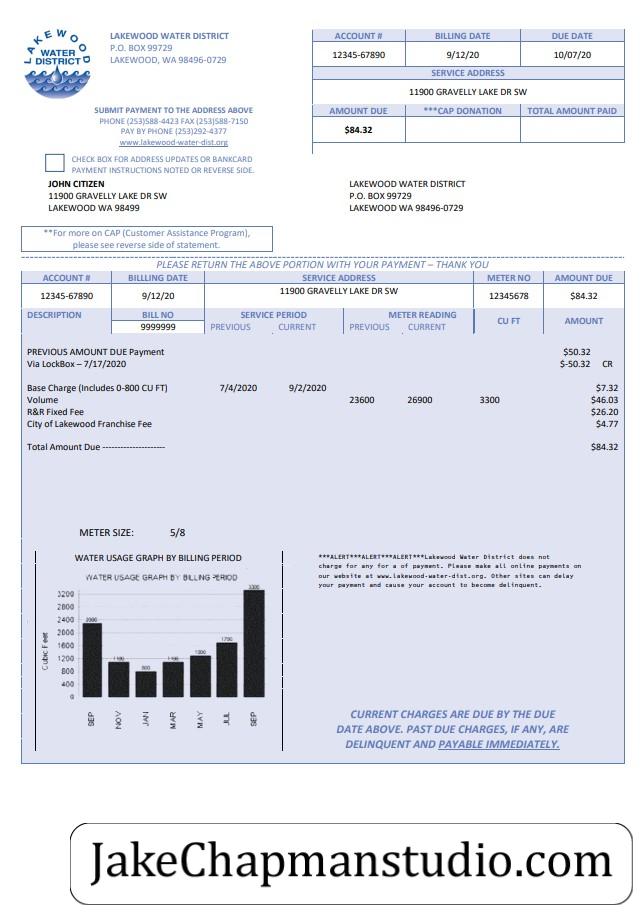 LAKEWOOD
WATER
DISTRICT
LAKEWOOD WATER DISTRICT
P.O. BOX 99729
LAKEWOOD, WA 98496-0729
SUBMIT PAYMENT TO THE ADDRESS ABOVE
PHONE (253)588-4423 FAX (253)588-7150
PAY BY PHONE (253)292-4377
www.lakewood-water-dist.org
CHECK BOX FOR ADDRESS UPDATES OR BANKCARD
PAYMENT INSTRUCTIONS NOTED OR REVERSE SIDE.
ACCOUNT # BILLING DATE DUE DATE
12345-67890 9/12/20 10/07/20
SERVICE ADDRESS
11900 GRAVELLY LAKE DR SW
AMOUNT DUE ***CAP DONATION TOTAL AMOUNT PAID
$84.32
JOHN CITIZEN
11900 GRAVELLY LAKE DR SW
LAKEWOOD WA 98499
LAKEWOOD WATER DISTRICT
P.O. BOX 99729
LAKEWOOD WA 98496-0729
**For more on CAP (Customer Assistance Program),
please see reverse side of statement.
PLEASE RETURN THE ABOVE PORTION WITH YOUR PAYMENT – THANK YOU
ACCOUNT # BILLLING DATE SERVICE ADDRESS METER NO AMOUNT DUE
12345-67890 9/12/20 11900 GRAVELLY LAKE DR SW 12345678 $84.32
DESCRIPTION BILL NO SERVICE PERIOD METER READING CU FT AMOUNT
9999999 PREVIOUS CURRENT PREVIOUS CURRENT
PREVIOUS AMOUNT DUE Payment $50.32
Via LockBox – 7/17/2020 $-50.32 CR
Base Charge (Includes 0-800 CU FT) 7/4/2020 9/2/2020 $7.32
Volume 23600 26900 3300 $46.03
R&R Fixed Fee $26.20
City of Lakewood Franchise Fee $4.77
Total Amount Due --------------------- $84.32
METER SIZE: 5/8
WATER USAGE GRAPH BY BILLING PERIOD
WATER USAGE GRAPH BY BILLING PERIOD
Cubic Feet
3200
2800
2400
2000
1600
1200
800
400
0
1100 800 1100 1300 1700 3300
SEP NOV JAN MAR MAY JUL SEP
***ALERT***ALERT***ALERT***Lakewood Water District does not
charge for any for a of payment. Please make all online payments on
our website at www.lakewood-water-dist.org. Other sites can delay
your payment and cause your account to become delinquent.
CURRENT CHARGES ARE DUE BY THE DUE
DATE ABOVE. PAST DUE CHARGES, IF ANY, ARE
DELINQUENT AND PAYABLE IMMEDIATELY.
JakeChapmanstudio.com